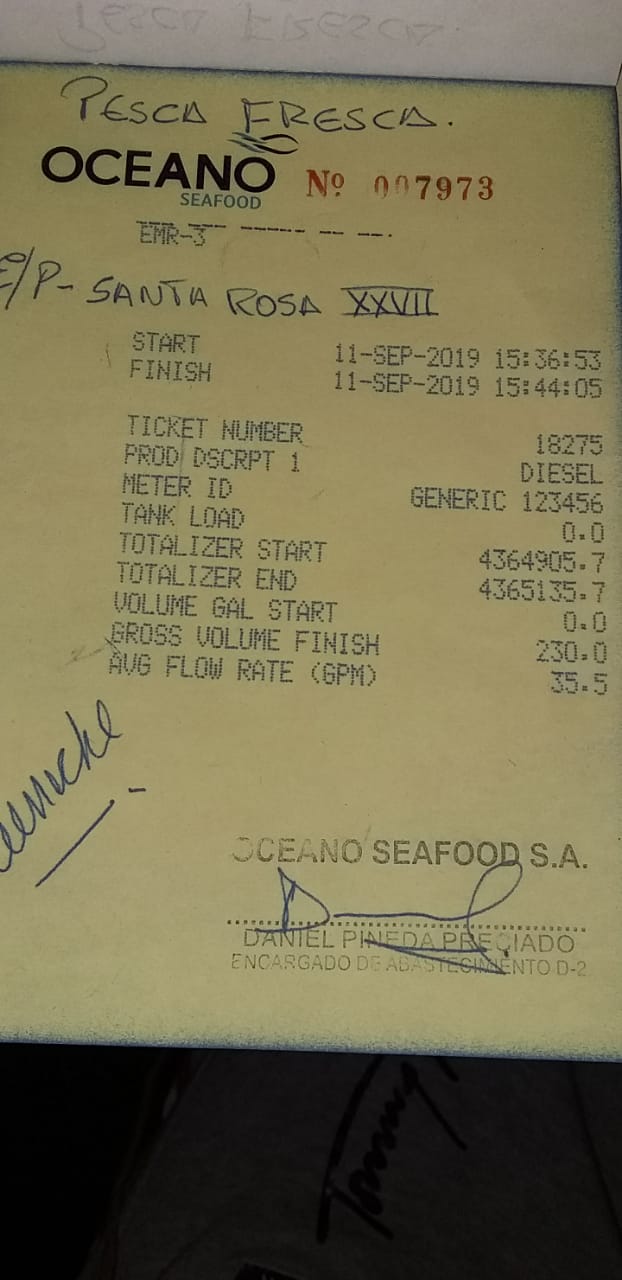 PESCA FRESCA.
OCEANO
SEAFOOD
Nº 007973
EMR-3
E/P- SANTA ROSA XXVII
START 11-SEP-2019 15:36:53
FINISH 11-SEP-2019 15:44:05
TICKET NUMBER 18275
PROD DSCRPT 1 DIESEL
METER ID GENERIC 123456
TANK LOAD 0.0
TOTALIZER START 4364905.7
TOTALIZER END 4365135.7
VOLUME GAL START 0.0
GROSS VOLUME FINISH 230.0
AVG FLOW RATE (GPM) 35.5
OCEANO SEAFOOD S.A.
DANIEL PINEDA PRECIADO
ENCARGADO DE ABASTECIMIENTO D-2
Tommy